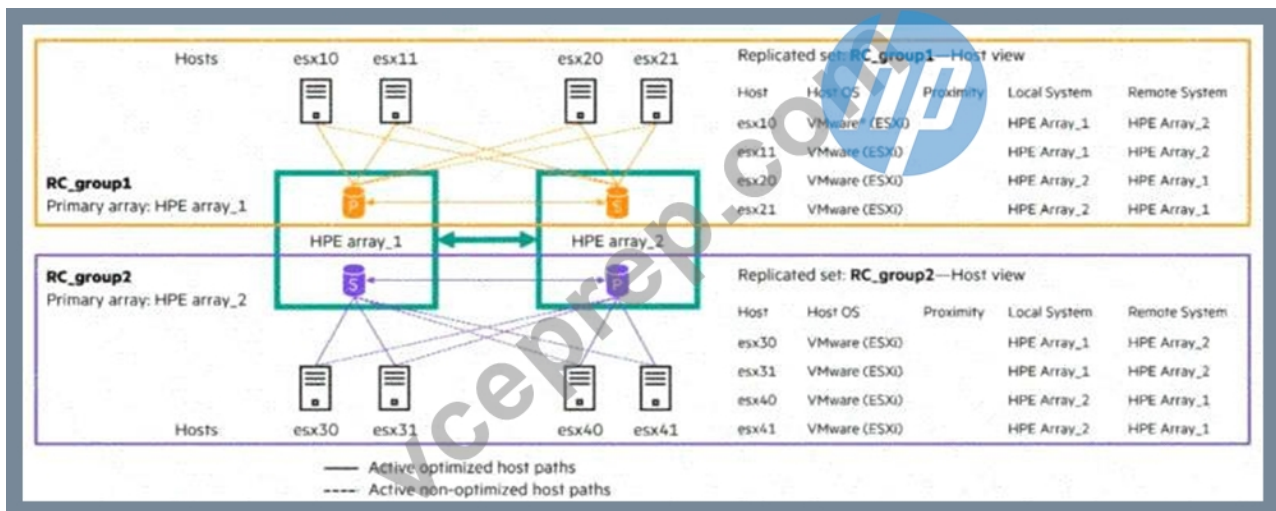 Hosts esx10 esx11 esx20 esx21
RC_group1
Primary array: HPE array_1
P S
HPE array_1 HPE array_2
Replicated set: RC_group1—Host view
Host Host OS Proximity Local System Remote System
esx10 VMware® (ESXi) HPE Array_1 HPE Array_2
esx11 VMware (ESXi) HPE Array_1 HPE Array_2
esx20 VMware (ESXi) HPE Array_2 HPE Array_1
esx21 VMware (ESXi) HPE Array_2 HPE Array_1
RC_group2
Primary array: HPE array_2
S P
Hosts esx30 esx31 esx40 esx41
Replicated set: RC_group2—Host view
Host Host OS Proximity Local System Remote System
esx30 VMware (ESXi) HPE Array_1 HPE Array_2
esx31 VMware (ESXi) HPE Array_1 HPE Array_2
esx40 VMware (ESXi) HPE Array_2 HPE Array_1
esx41 VMware (ESXi) HPE Array_2 HPE Array_1
Active optimized host paths
Active non-optimized host paths
vceprep.com
hp